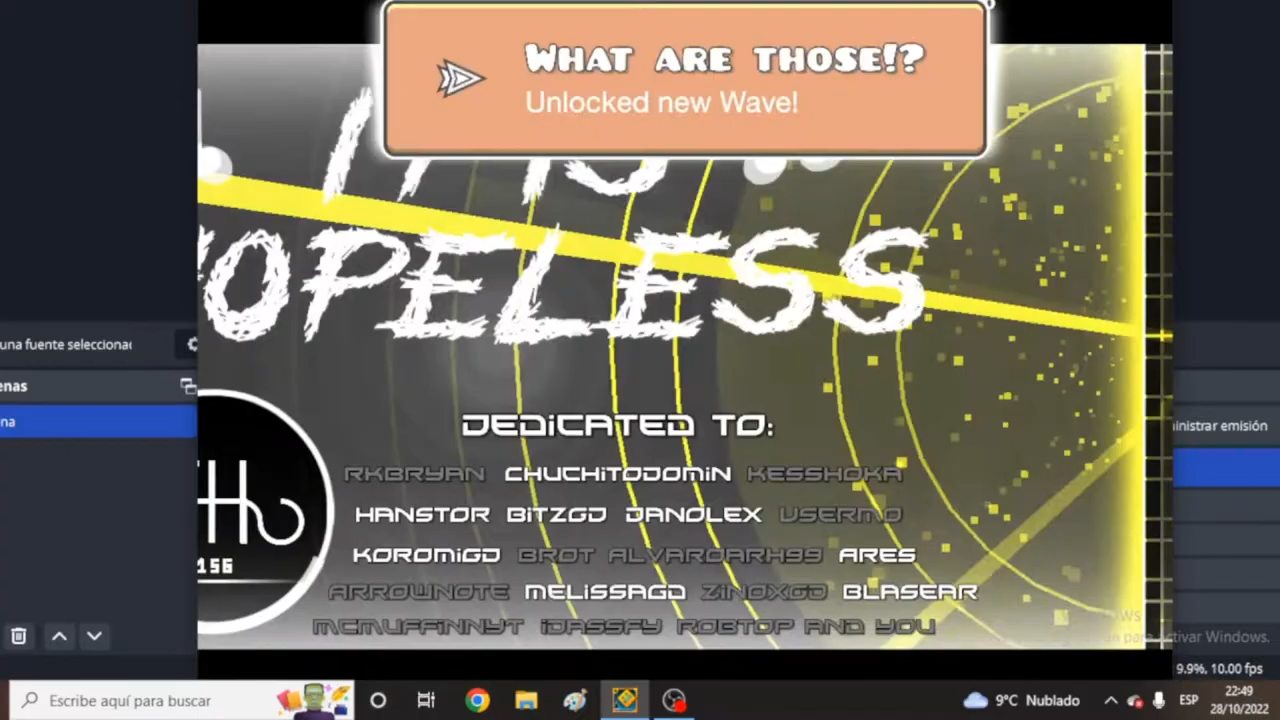 What are those!?
Unlocked new Wave!
OPELESS
DEDICATED TO:
RKBRYAN CHUCHITODOMIN KESSHOKA
HANSTOR BITZGD DANOLEX USERMO
KOROMIGD BROT ALVAROARH99 ARES
ARROWNOTE MELISSAGD ZINOXGD BLASEAR
MCMUFFINNYT IDASSFY ROBTOP AND YOU
156
una fuente seleccionad
enas
na
inistrar emisión
activar Windows.
9.9%, 10.00 fps
Escribe aquí para buscar
9°C Nublado
ESP
22:49
28/10/2022